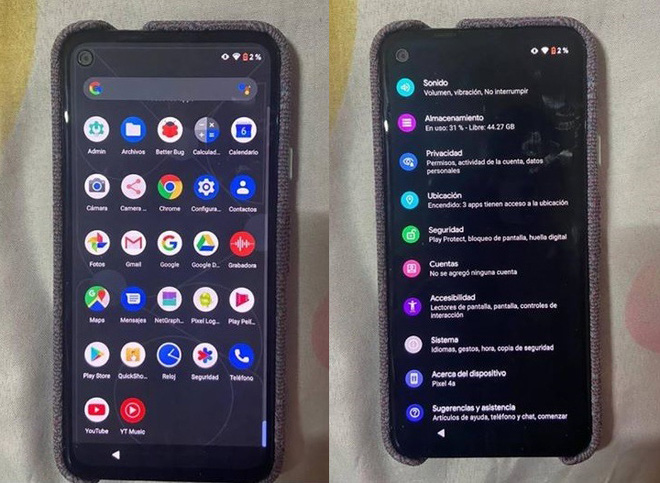 2 %
Admin
Archivos
Better Bug
Calculad...
Calendario
6
Cámara
Camera ...
Chrome
Configura...
Contactos
Fotos
Gmail
Google
Google D...
Grabadora
Maps
Mensajes
NetGraph...
Pixel Log...
Play Pelí...
Play Store
QuickSho...
Reloj
Seguridad
Teléfono
YouTube
YT Music
2 %
Sonido
Volumen, vibración, No interrumpir
Almacenamiento
En uso: 31 % - Libre: 44.27 GB
Privacidad
Permisos, actividad de la cuenta, datos
personales
Ubicación
Encendido: 3 apps tienen acceso a la ubicación
Seguridad
Play Protect, bloqueo de pantalla, huella digital
Cuentas
No se agregó ninguna cuenta
Accesibilidad
Lectores de pantalla, pantalla, controles de
interacción
Sistema
Idiomas, gestos, hora, copia de seguridad
Acerca del dispositivo
Pixel 4a
Sugerencias y asistencia
Artículos de ayuda, teléfono y chat, comenzar